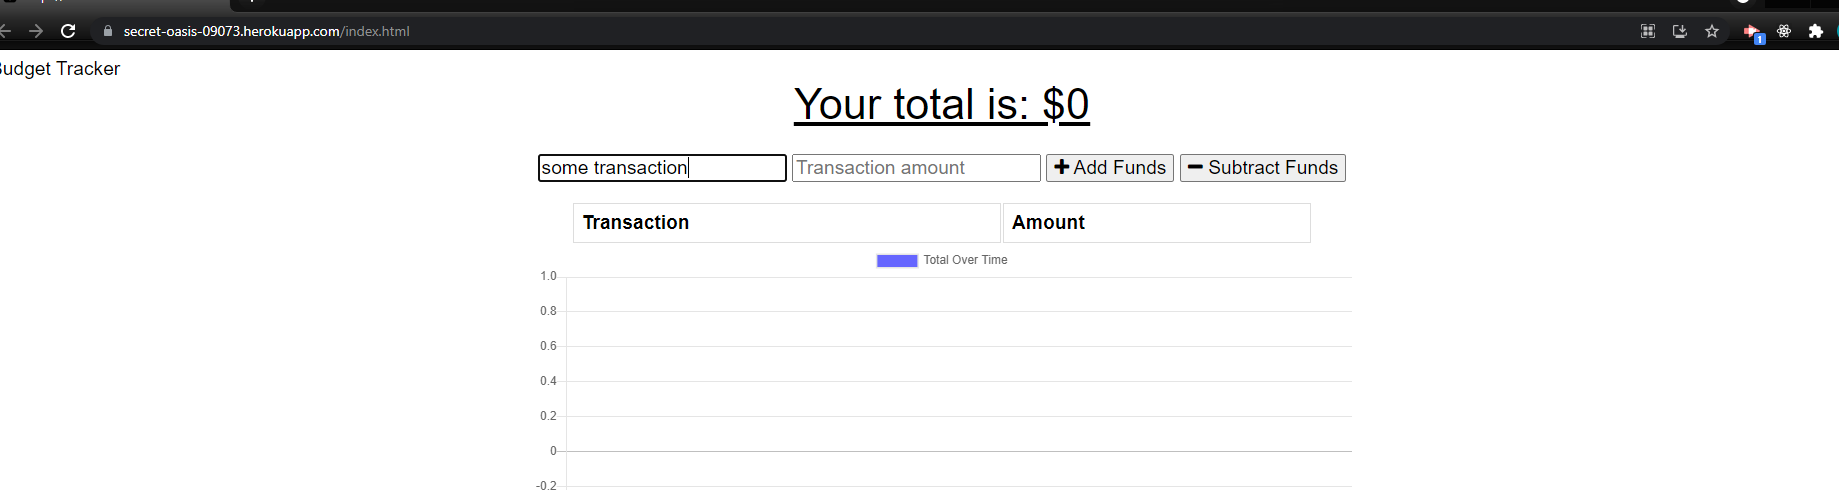 secret-oasis-09073.herokuapp.com/index.html
1
Budget Tracker
Your total is: $0
some transaction Transaction amount Add Funds Subtract Funds
Transaction Amount
Total Over Time
1.0
0.8
0.6
0.4
0.2
0
-0.2